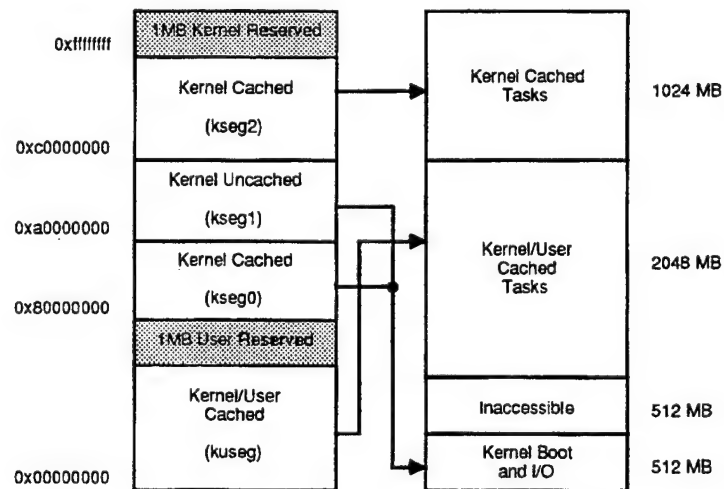 0xffffffff
1MB Kernel Reserved
Kernel Cached
(kseg2)
0xc0000000
Kernel Uncached
(kseg1)
0xa0000000
Kernel Cached
(kseg0)
0x80000000
1MB User Reserved
Kernel/User
Cached
(kuseg)
0x00000000
Kernel Cached
Tasks
1024 MB
Kernel/User
Cached
Tasks
2048 MB
Inaccessible
512 MB
Kernel Boot
and I/O
512 MB